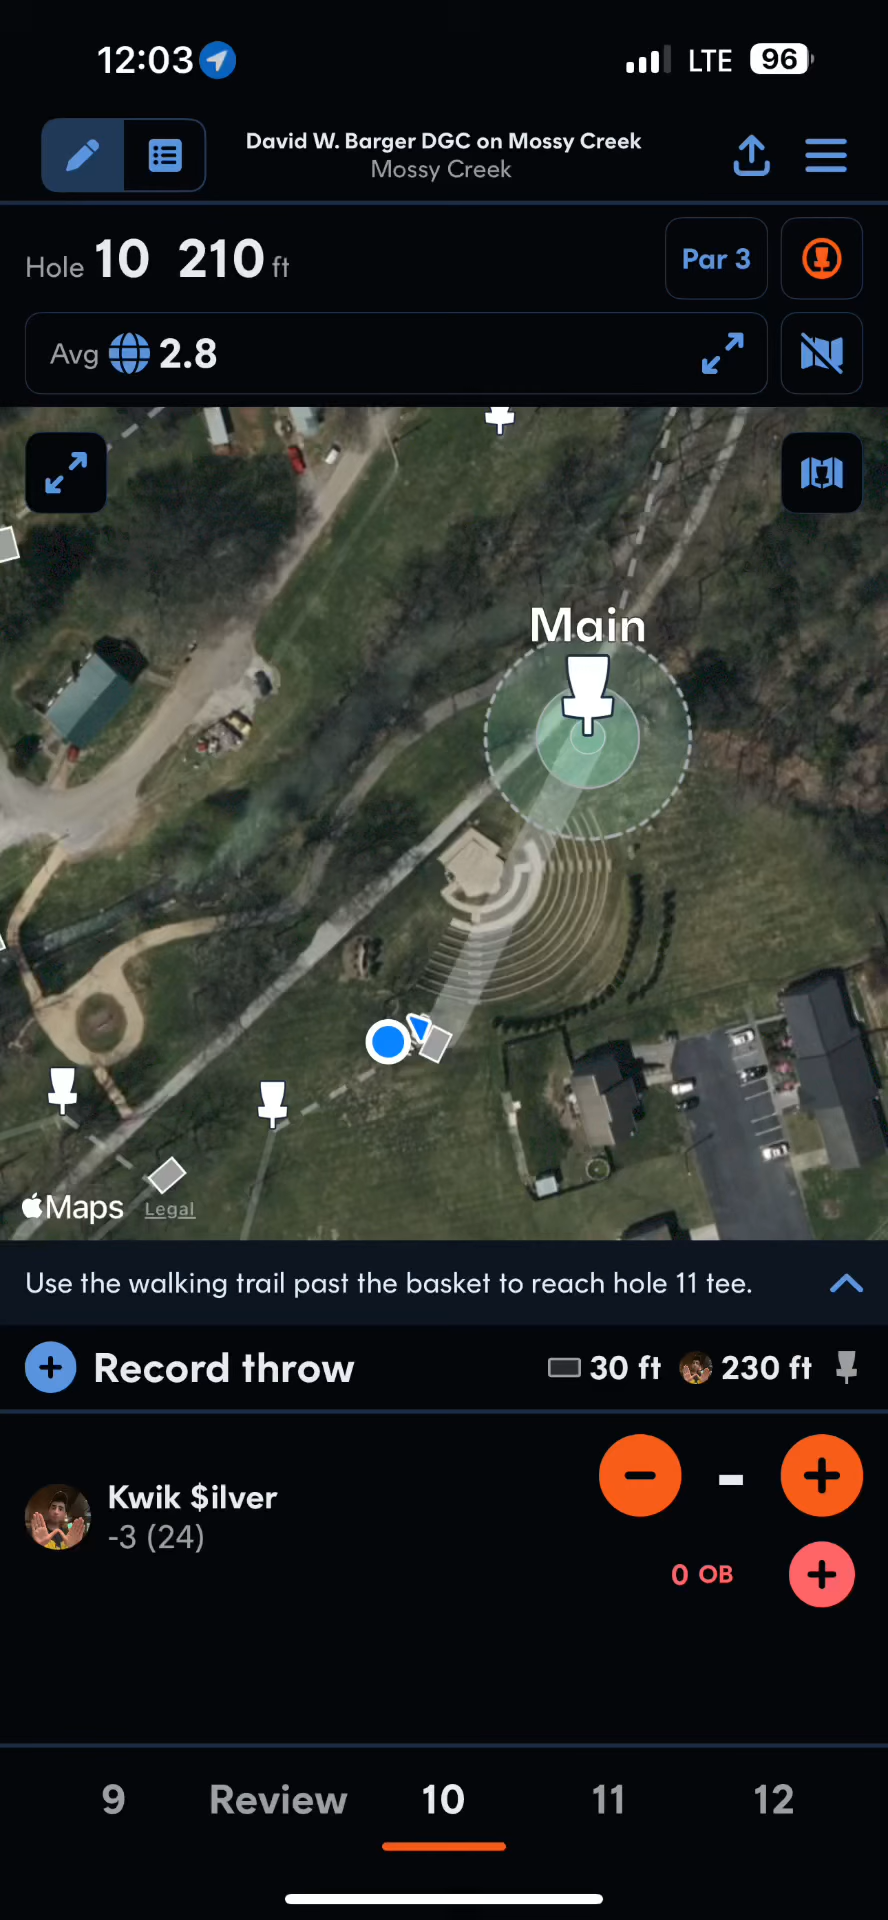 12:03
LTE 96
David W. Barger DGC on Mossy Creek
Mossy Creek
Hole 10 210 ft
Par 3
Avg 2.8
Main
Maps Legal
Use the walking trail past the basket to reach hole 11 tee.
Record throw 30 ft 230 ft
Kwik $ilver
-3 (24)
0 OB
9 Review 10 11 12